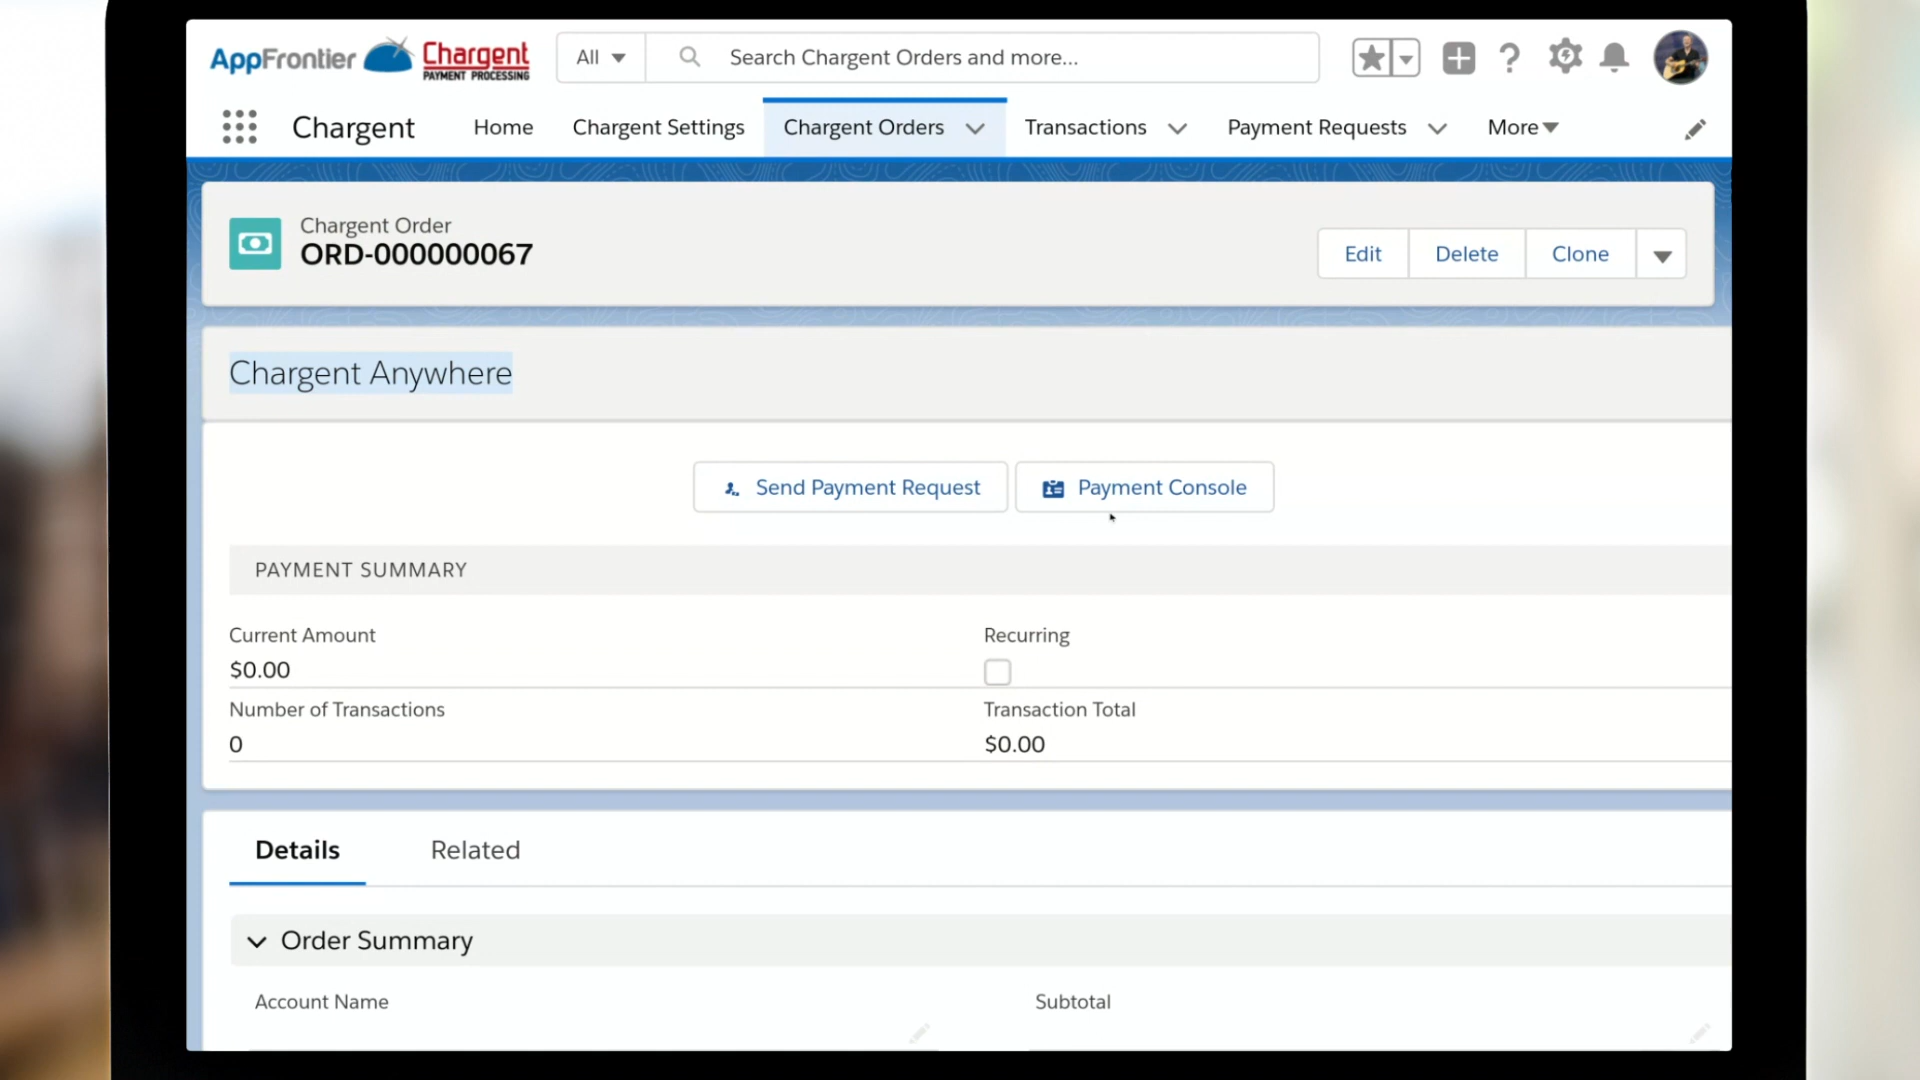 AppFrontier Chargent
PAYMENT PROCESSING
All
Search Chargent Orders and more...
Chargent
Home
Chargent Settings
Chargent Orders
Transactions
Payment Requests
More
Chargent Order
ORD-000000067
Edit
Delete
Clone
Chargent Anywhere
Send Payment Request
Payment Console
PAYMENT SUMMARY
Current Amount
$0.00
Recurring
Number of Transactions
0
Transaction Total
$0.00
Details
Related
Order Summary
Account Name
Subtotal